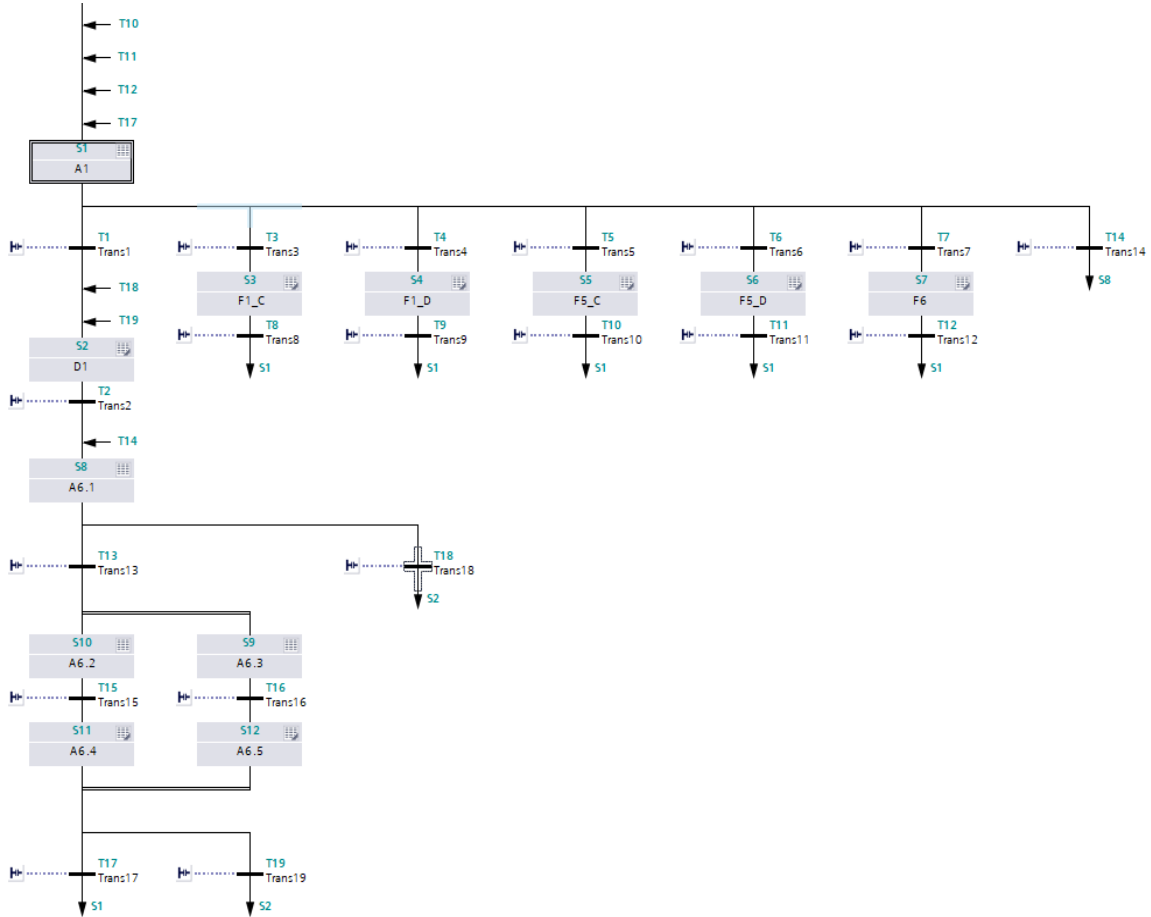 T10
T11
T12
T17
S1
A1
T1
Trans1
T3
Trans3
T4
Trans4
T5
Trans5
T6
Trans6
T7
Trans7
T14
Trans14
S3
F1_C
S4
F1_D
S5
F5_C
S6
F5_D
S7
F6
S8
T18
T19
T8
Trans8
T9
Trans9
T10
Trans10
T11
Trans11
T12
Trans12
S2
D1
S1
S1
S1
S1
S1
T2
Trans2
T14
S8
A6.1
T13
Trans13
T18
Trans18
S2
S10
A6.2
S9
A6.3
T15
Trans15
T16
Trans16
S11
A6.4
S12
A6.5
T17
Trans17
T19
Trans19
S1
S2